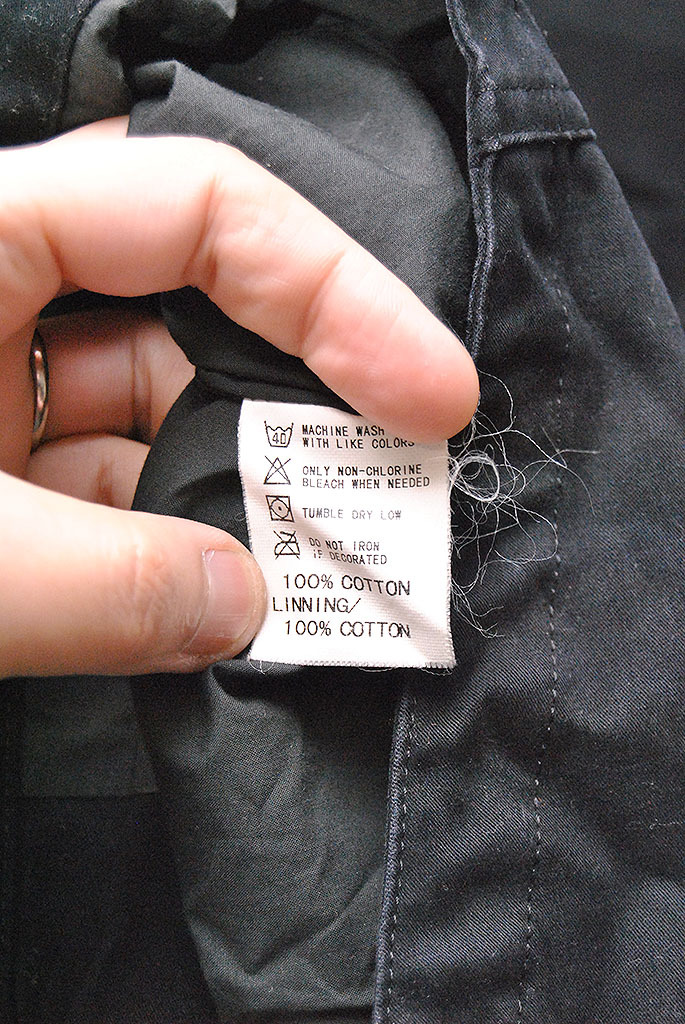 40
MACHINE WASH
WITH LIKE COLORS
ONLY NON-CHLORINE
BLEACH WHEN NEEDED
TUMBLE DRY LOW
DO NOT IRON
IF DECORATED
100% COTTON
LINNING/
100% COTTON